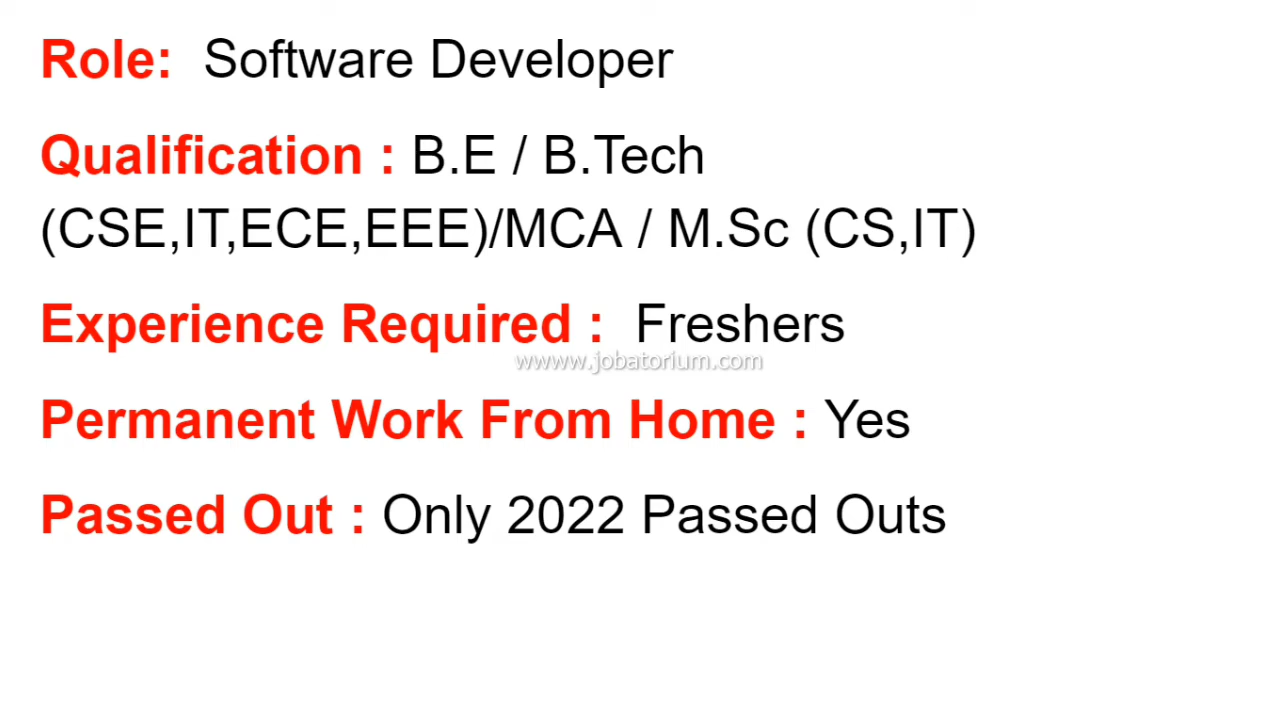 Role: Software Developer
Qualification : B.E / B.Tech
(CSE,IT,ECE,EEE)/MCA / M.Sc (CS,IT)
Experience Required : Freshers
wwww.jobatorium.com
Permanent Work From Home : Yes
Passed Out : Only 2022 Passed Outs